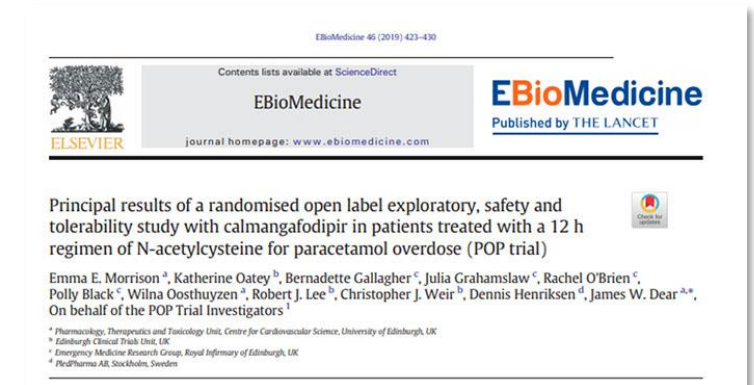 EBioMedicine 46 (2019) 423–430
Contents lists available at ScienceDirect
EBioMedicine
journal homepage: www.ebiomedicine.com
ELSEVIER
EBioMedicine
Published by THE LANCET
Principal results of a randomised open label exploratory, safety and
tolerability study with calmangafodipir in patients treated with a 12 h
regimen of N-acetylcysteine for paracetamol overdose (POP trial)
Check for
updates
Emma E. Morrison a, Katherine Oatey b, Bernadette Gallagher c, Julia Grahamslaw c, Rachel O'Brien c,
Polly Black c, Wilna Oosthuyzen a, Robert J. Lee b, Christopher J. Weir b, Dennis Henriksen d, James W. Dear a,*,
On behalf of the POP Trial Investigators 1
a Pharmacology, Therapeutics and Toxicology Unit, Centre for Cardiovascular Science, University of Edinburgh, UK
b Edinburgh Clinical Trials Unit, UK
c Emergency Medicine Research Group, Royal Infirmary of Edinburgh, UK
d PledPharma AB, Stockholm, Sweden